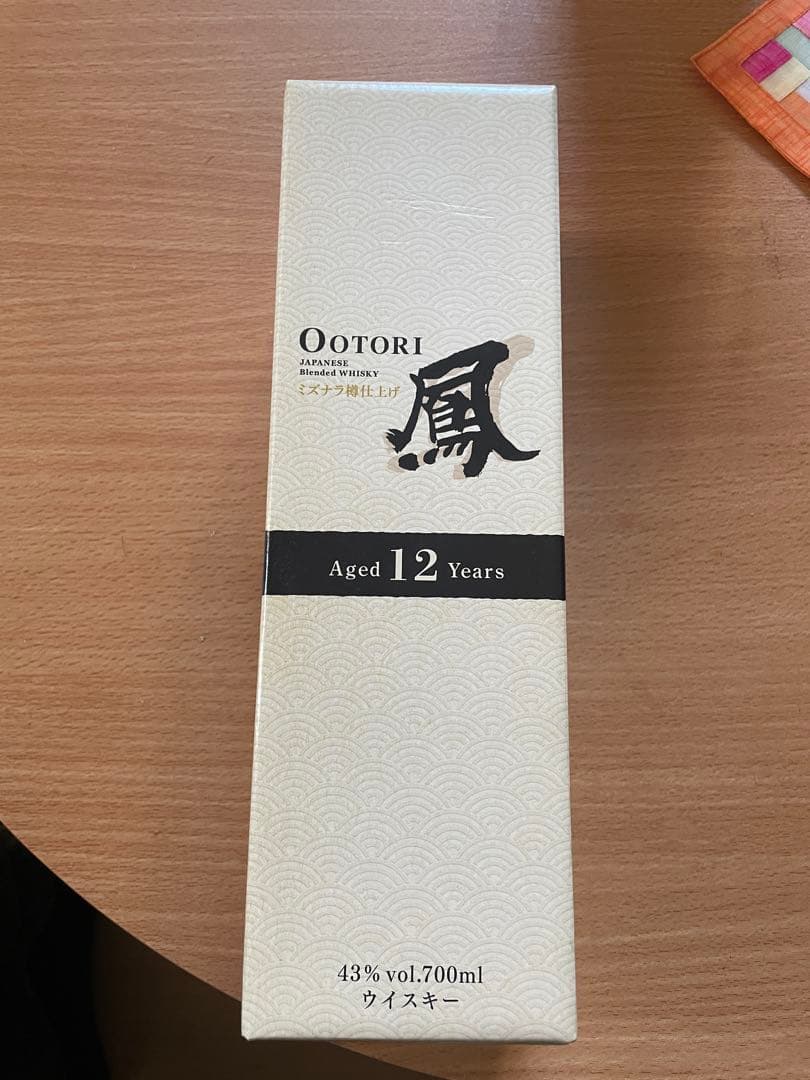 OOTORI
JAPANESE
Blended WHISKY
ミズナラ樽仕上げ
鳳
Aged 12 Years
43% vol.700ml
ウイスキー